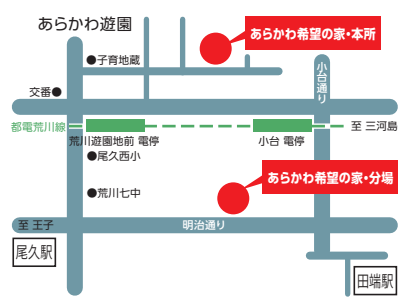 あらかわ遊園
あらかわ希望の家・本所
●子育地蔵
小台通り
交番●
都電荒川線
至 三河島
荒川遊園地前 電停
小台 電停
●尾久西小
あらかわ希望の家・分場
●荒川七中
至 王子
明治通り
尾久駅
田端駅